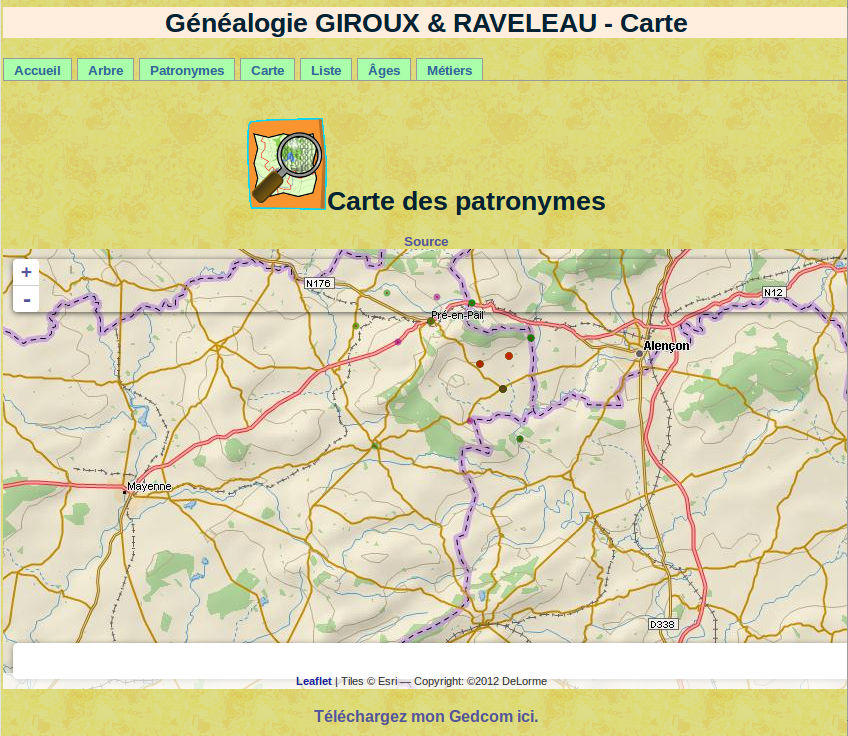 Généalogie GIROUX & RAVELEAU - Carte
Accueil Arbre Patronymes Carte Liste Âges Métiers
Carte des patronymes
Source
+
-
N176
N12
Pré-en-Pail
Alençon
Mayenne
D338
Leaflet | Tiles © Esri — Copyright: ©2012 DeLorme
Téléchargez mon Gedcom ici.